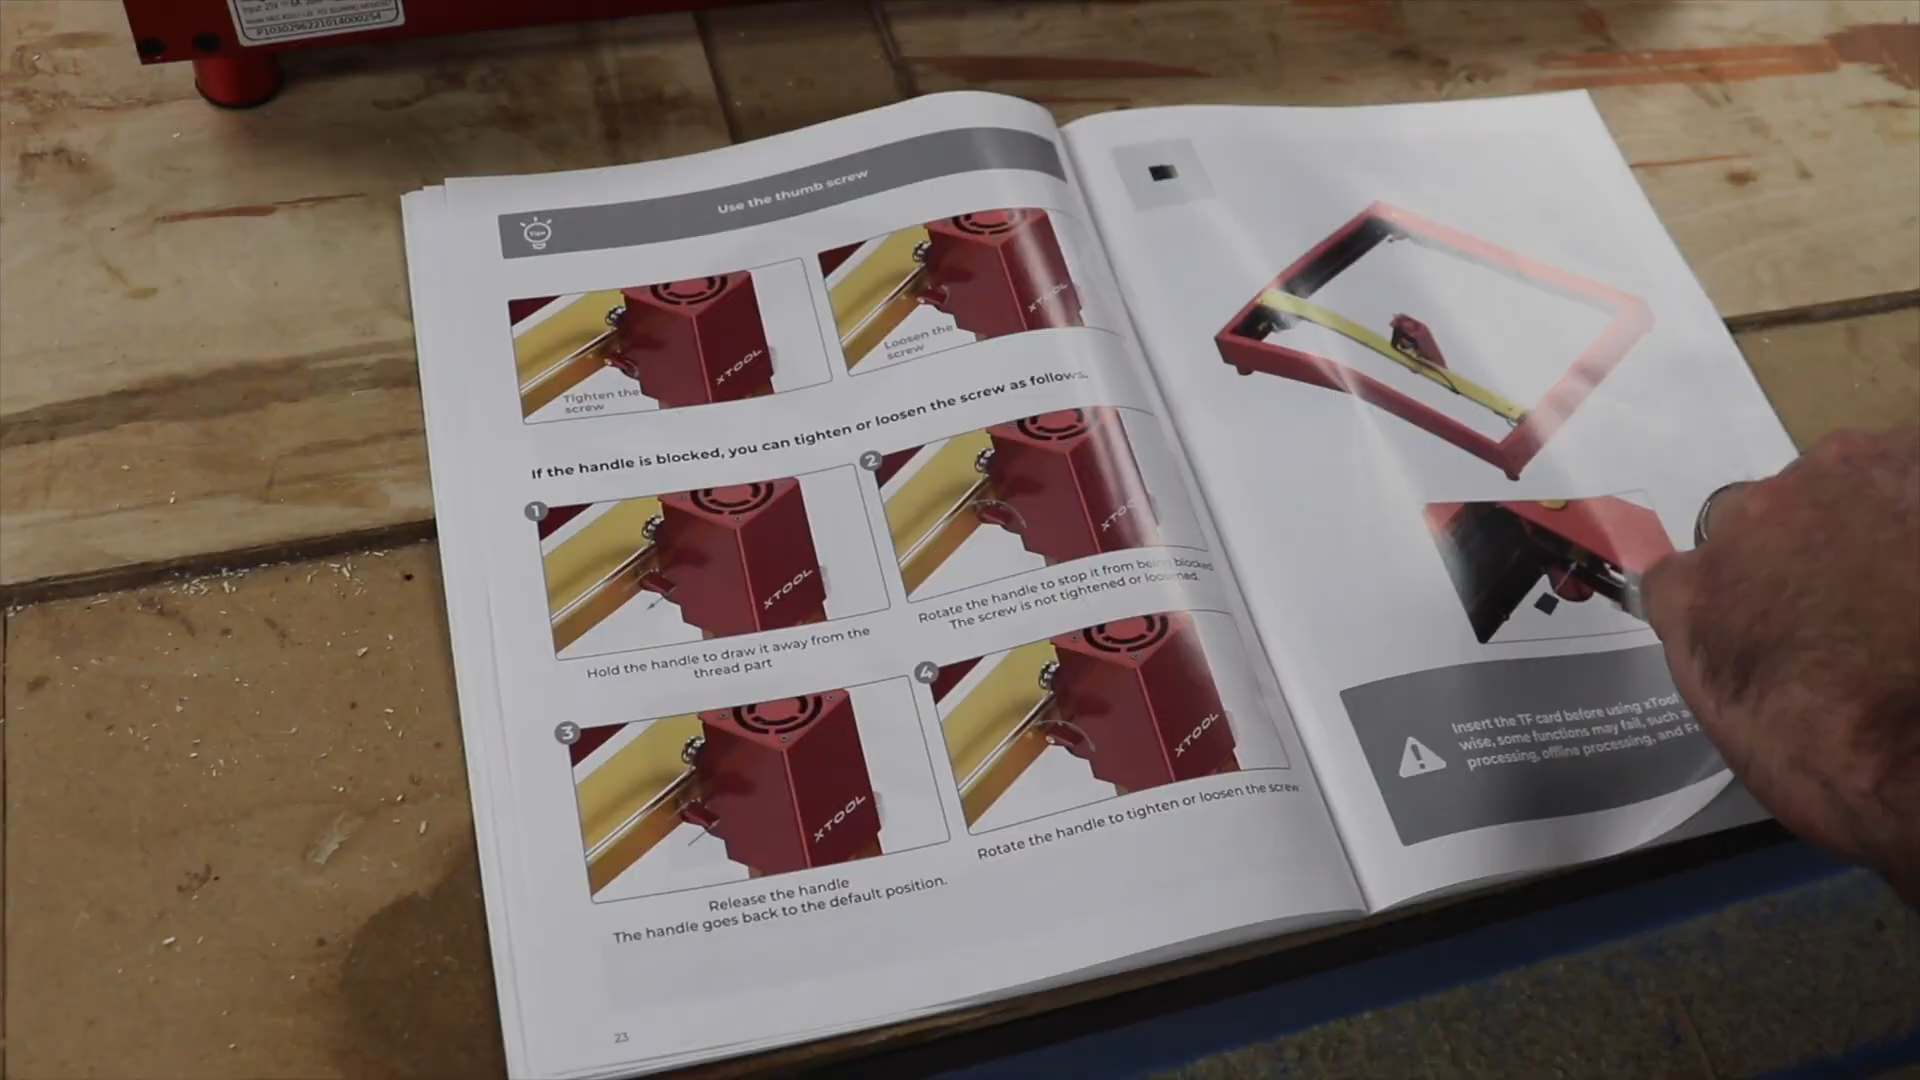 P1030296221014000254
Tips
Use the thumb screw
XTOOL
Tighten the
screw
XTOOL
Loosen the
screw
If the handle is blocked, you can tighten or loosen the screw as follows.
1
XTOOL
Hold the handle to draw it away from the
thread part
2
Rotate the handle to stop it from being blocked
The screw is not tightened or loosened.
3
XTOOL
Release the handle
The handle goes back to the default position.
4
XTOOL
Rotate the handle to tighten or loosen the screw
23
Insert the TF card before using xTool
wise, some functions may fail, such a
processing, offline processing, and